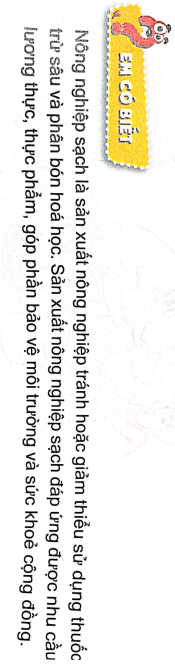 EM CÓ BIẾT
Nông nghiệp sạch là sản xuất nông nghiệp tránh hoặc giảm thiểu sử dụng thuốc
trừ sâu và phân bón hoá học. Sản xuất nông nghiệp sạch đáp ứng được nhu cầu
lương thực, thực phẩm, góp phần bảo vệ môi trường và sức khoẻ cộng đồng.